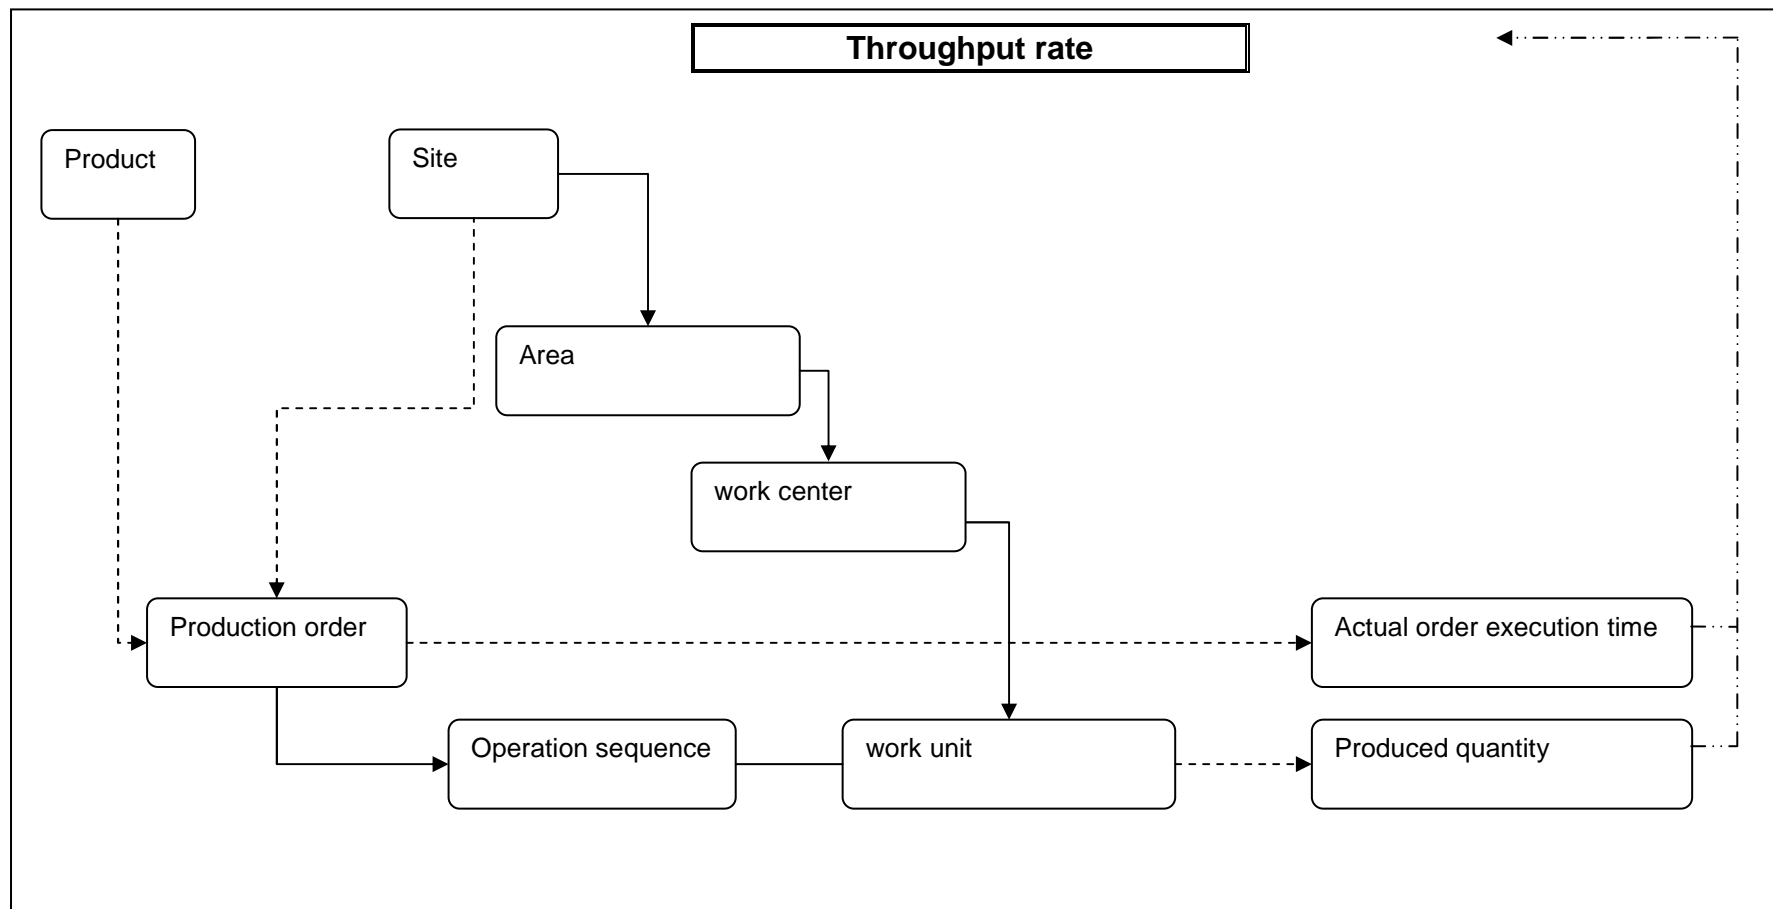 Throughput rate
Product
Site
Area
work center
Production order
Actual order execution time
Operation sequence
work unit
Produced quantity